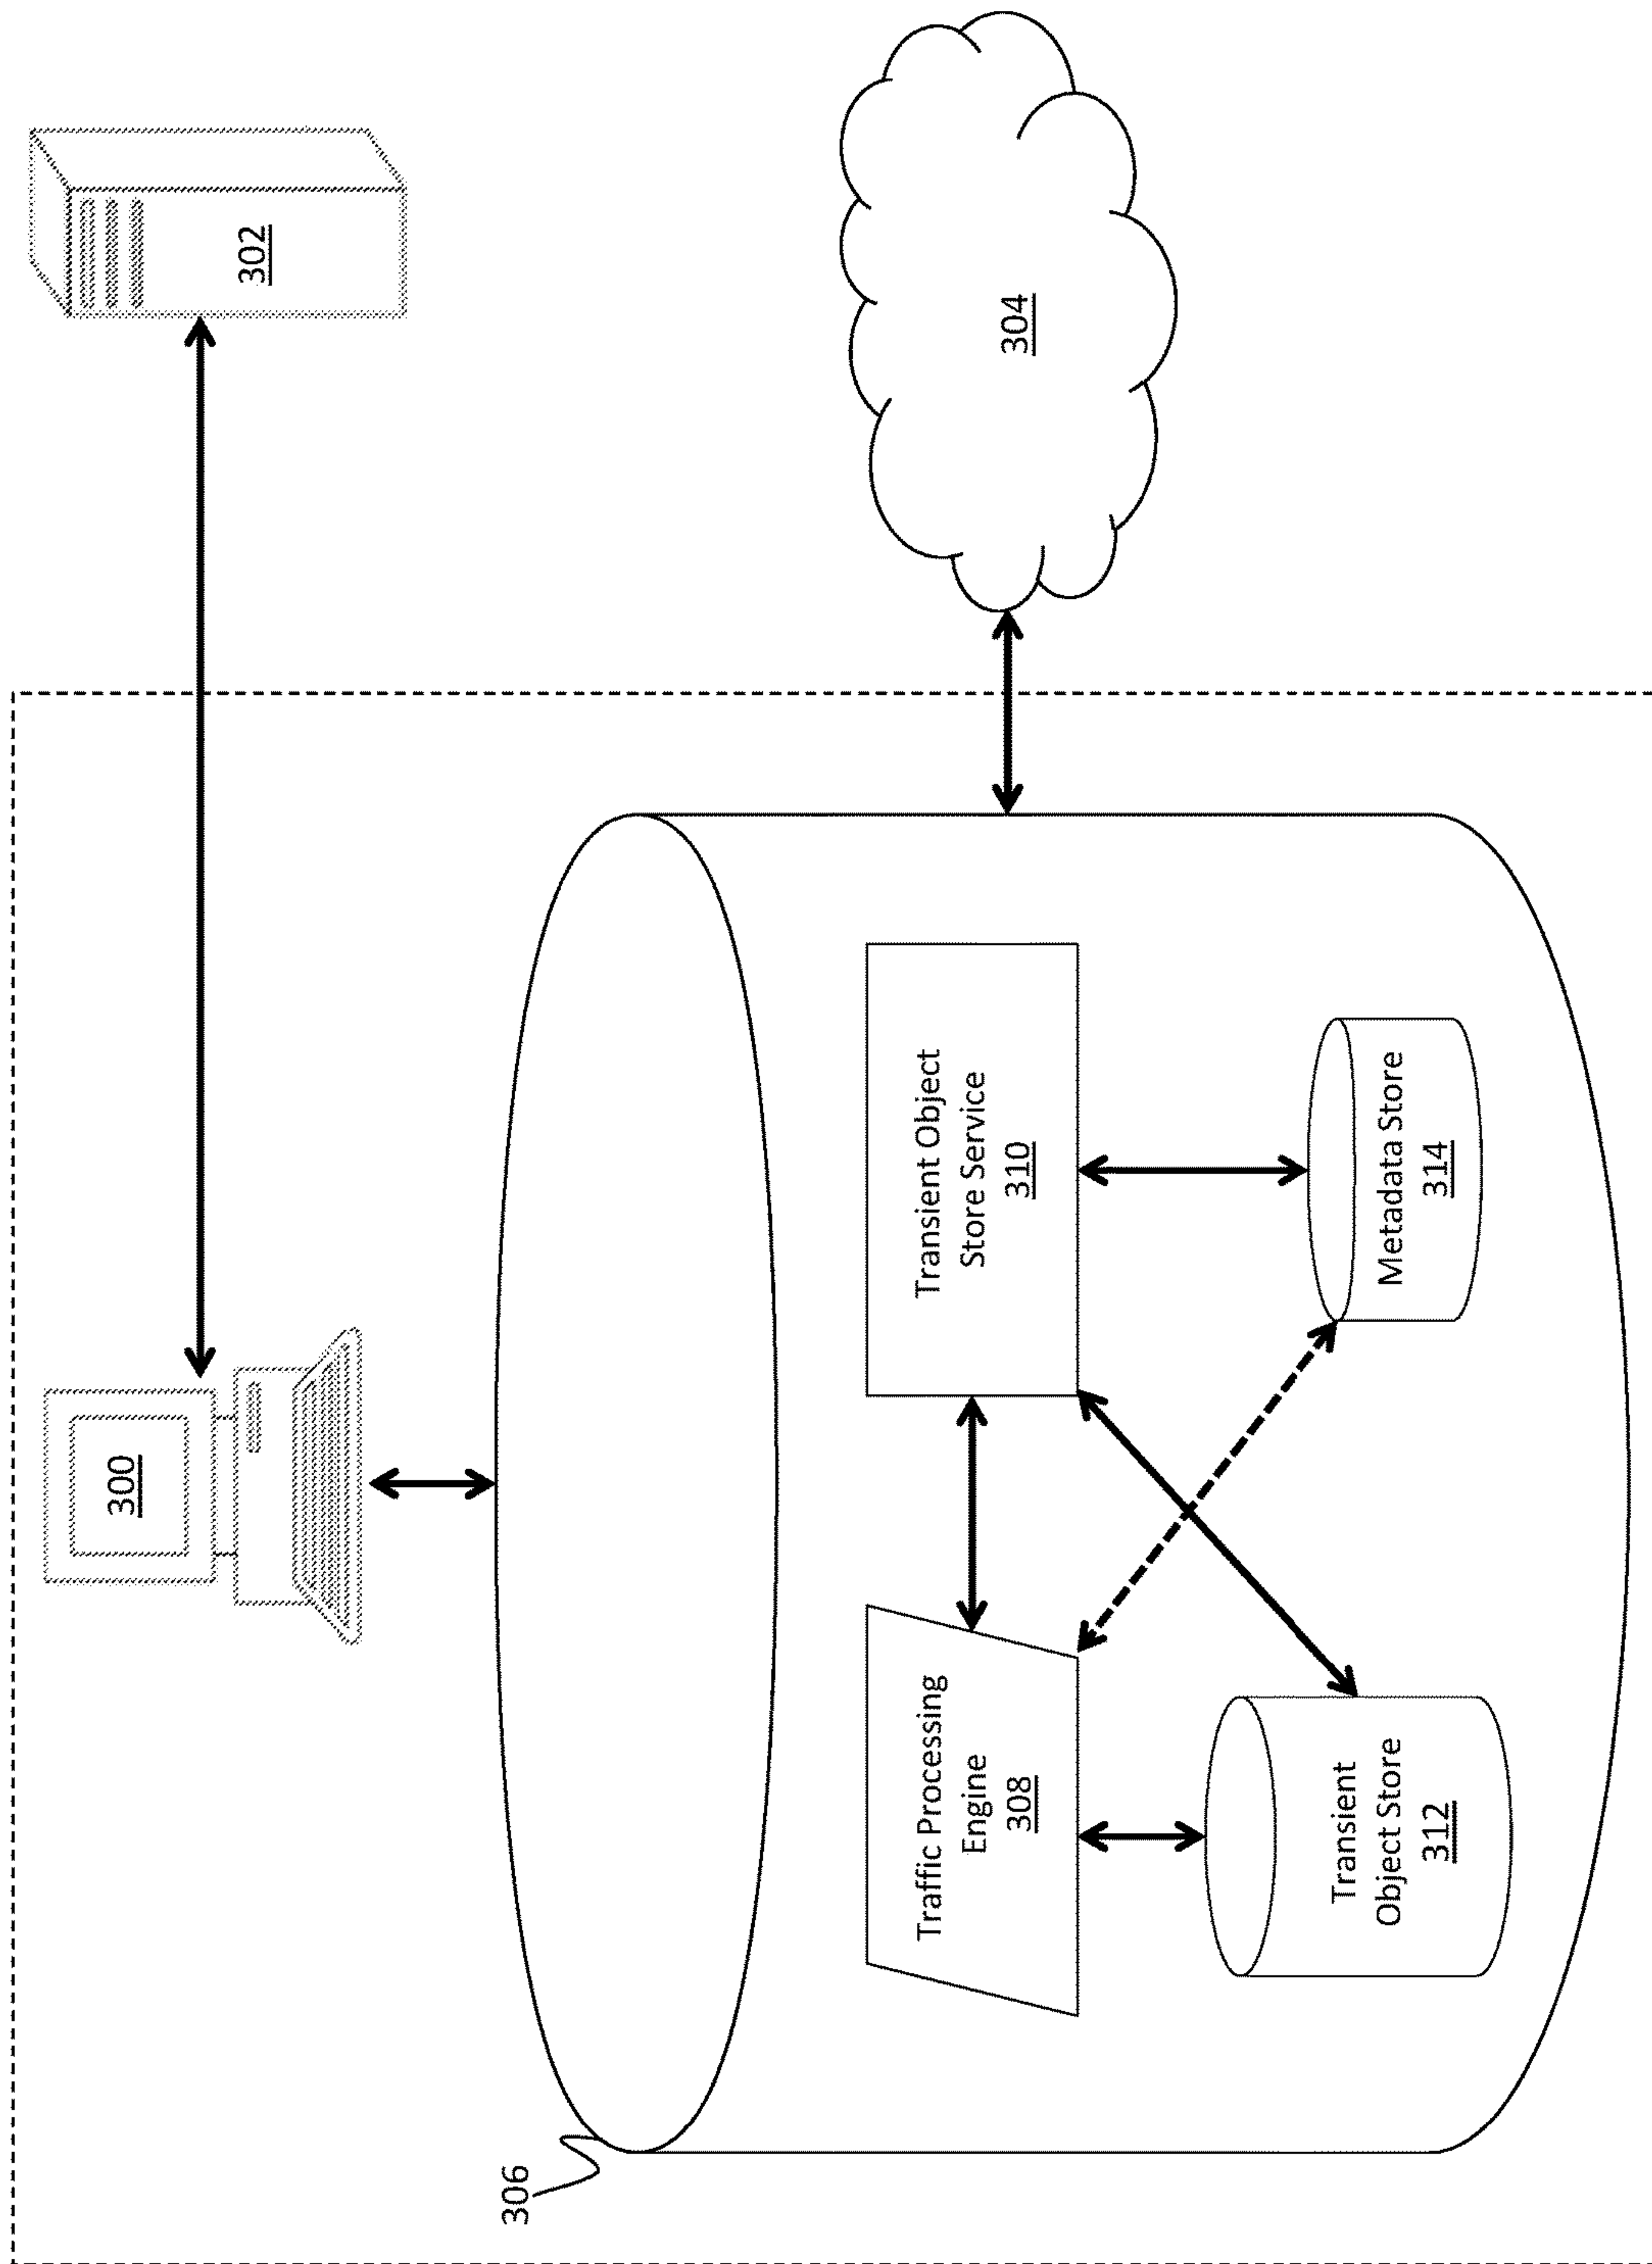 300
302
304
306
Traffic Processing
Engine
308
Transient Object
Store Service
310
Transient
Object Store
312
Metadata Store
314